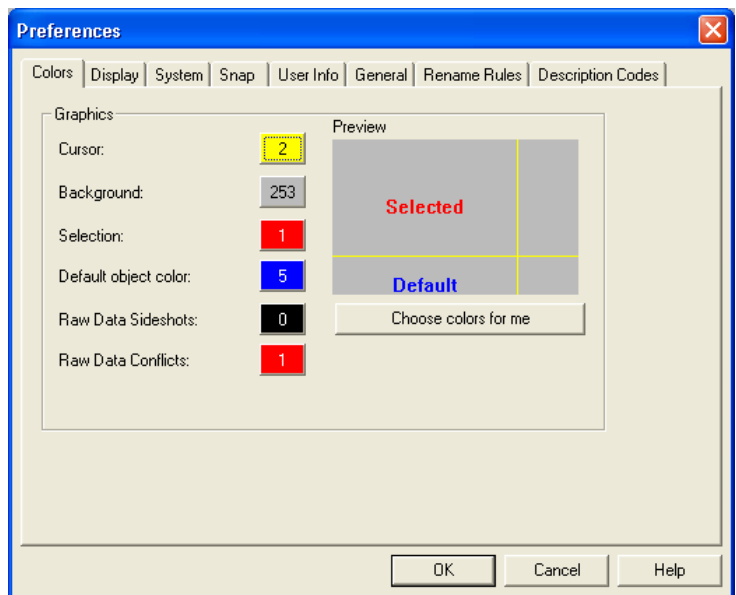 Preferences
Colors Display System Snap User Info General Rename Rules Description Codes
Graphics
Preview
Cursor: 2
Background: 253
Selected
Selection: 1
Default object color: 5
Default
Raw Data Sideshots: 0
Choose colors for me
Raw Data Conflicts: 1
OK Cancel Help